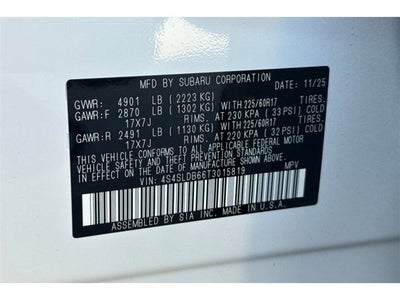 MFD. BY SUBARU CORPORATION DATE: 11/25
GVWR: 4901 LB (2223 KG)
GAWR:F 2870 LB (1302 KG) WITH 225/60R17 TIRES.
17X7J RIMS. AT 230 KPA (33 PSI) COLD
GAWR:R 2491 LB (1130 KG) WITH 225/60R17 TIRES.
17X7J RIMS. AT 220 KPA (32 PSI) COLD
THIS VEHICLE CONFORMS TO ALL APPLICABLE FEDERAL MOTOR
VEHICLE SAFETY STANDARDS IN EFFECT ON THE DATE OF
MANUFACTURE SHOWN ABOVE.
VIN: 4S4SLDB66T3015819 MPV
ASSEMBLED BY SIA INC. MADE IN U.S.A.